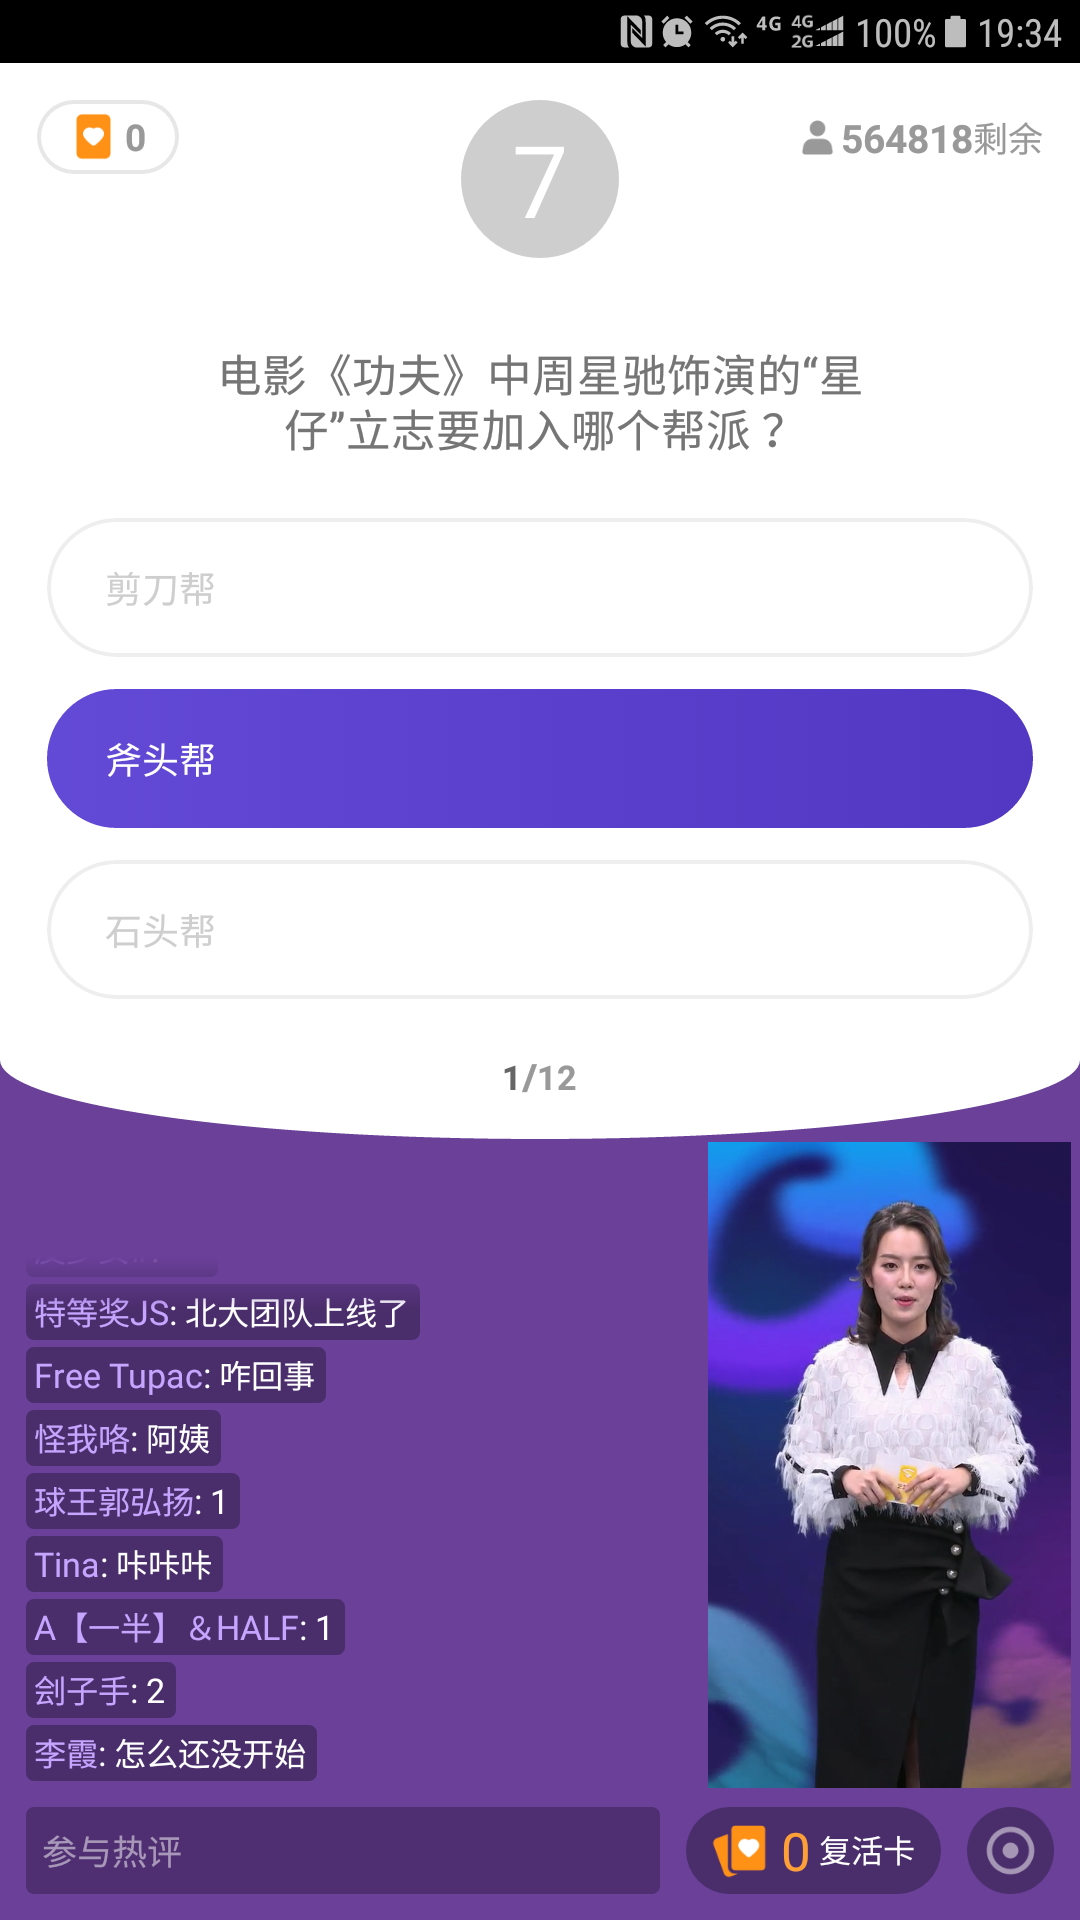 4G 4G 2G 100% 19:34
0
7
564818剩余
电影《功夫》中周星驰饰演的“星
仔”立志要加入哪个帮派？
剪刀帮
斧头帮
石头帮
1/12
特等奖JS: 北大团队上线了
Free Tupac: 咋回事
怪我咯: 阿姨
球王郭弘扬: 1
Tina: 咔咔咔
A【一半】＆HALF: 1
刽子手: 2
李霞: 怎么还没开始
参与热评
0 复活卡